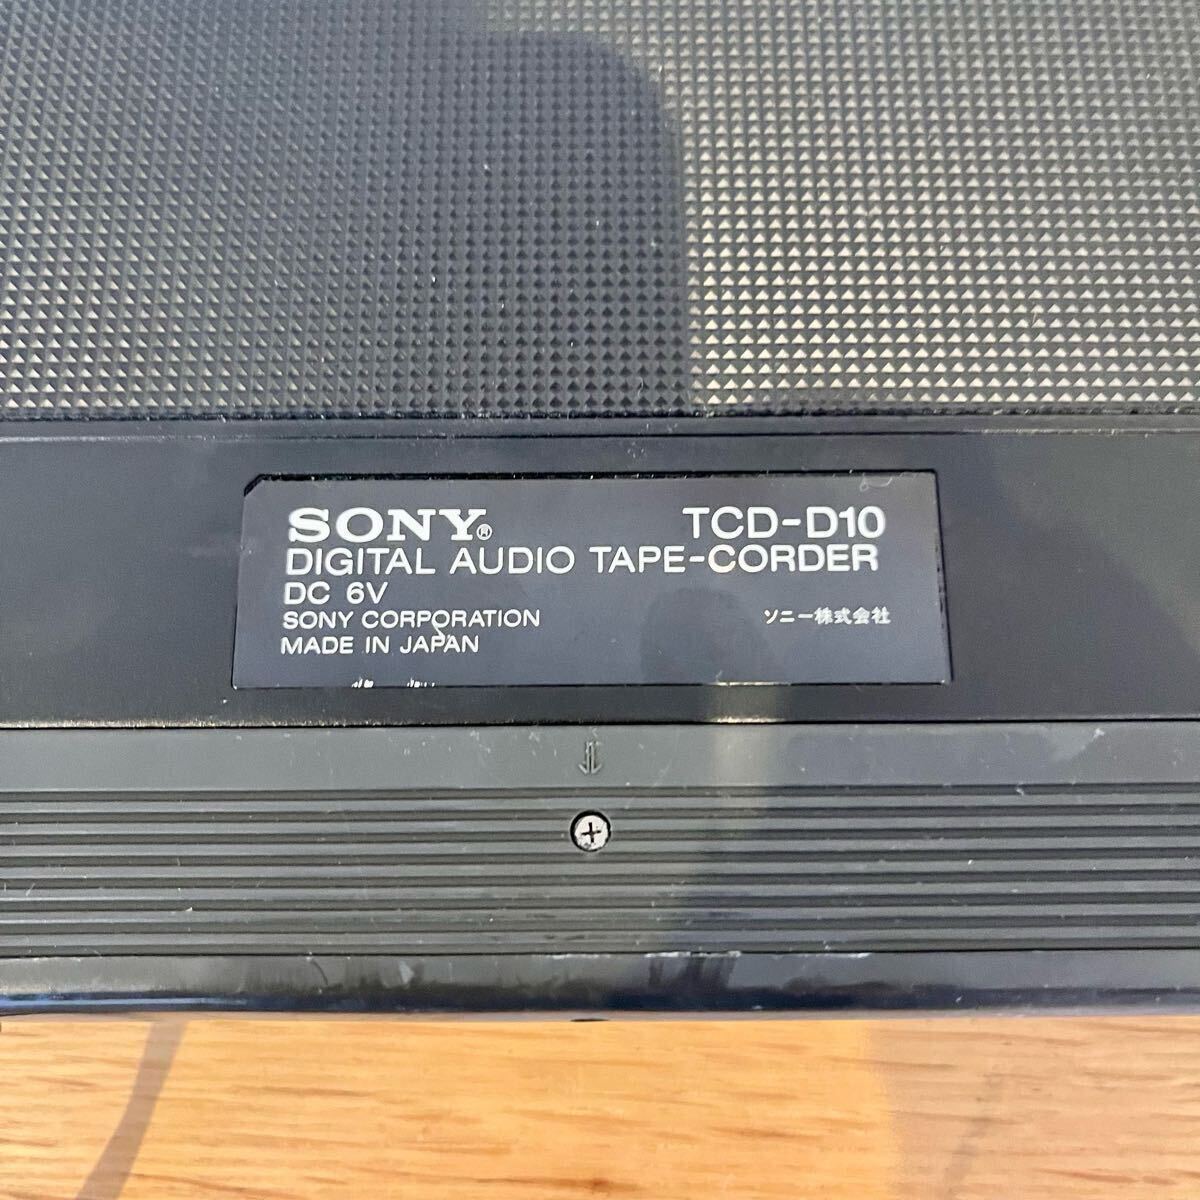 SONY® TCD-D10
DIGITAL AUDIO TAPE-CORDER
DC 6V
SONY CORPORATION ソニー株式会社
MADE IN JAPAN